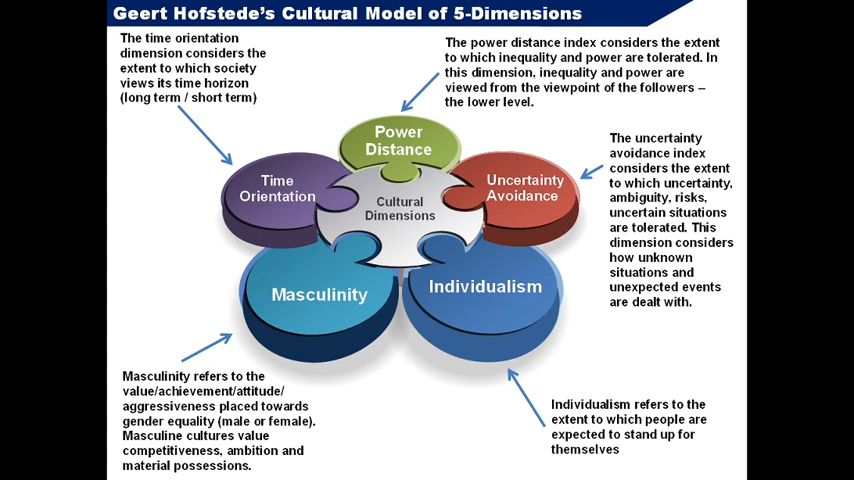 Geert Hofstede's Cultural Model of 5-Dimensions
The time orientation
dimension considers the
extent to which society
views its time horizon
(long term / short term)
The power distance index considers the extent
to which inequality and power are tolerated. In
this dimension, inequality and power are
viewed from the viewpoint of the followers –
the lower level.
Power
Distance
The uncertainty
avoidance index
considers the extent
to which uncertainty,
ambiguity, risks,
uncertain situations
are tolerated. This
dimension considers
how unknown
situations and
unexpected events
are dealt with.
Time
Orientation
Uncertainty
Avoidance
Cultural
Dimensions
Masculinity
Individualism
Masculinity refers to the
value/achievement/attitude/
aggressiveness placed towards
gender equality (male or female).
Masculine cultures value
competitiveness, ambition and
material possessions.
Individualism refers to the
extent to which people are
expected to stand up for
themselves